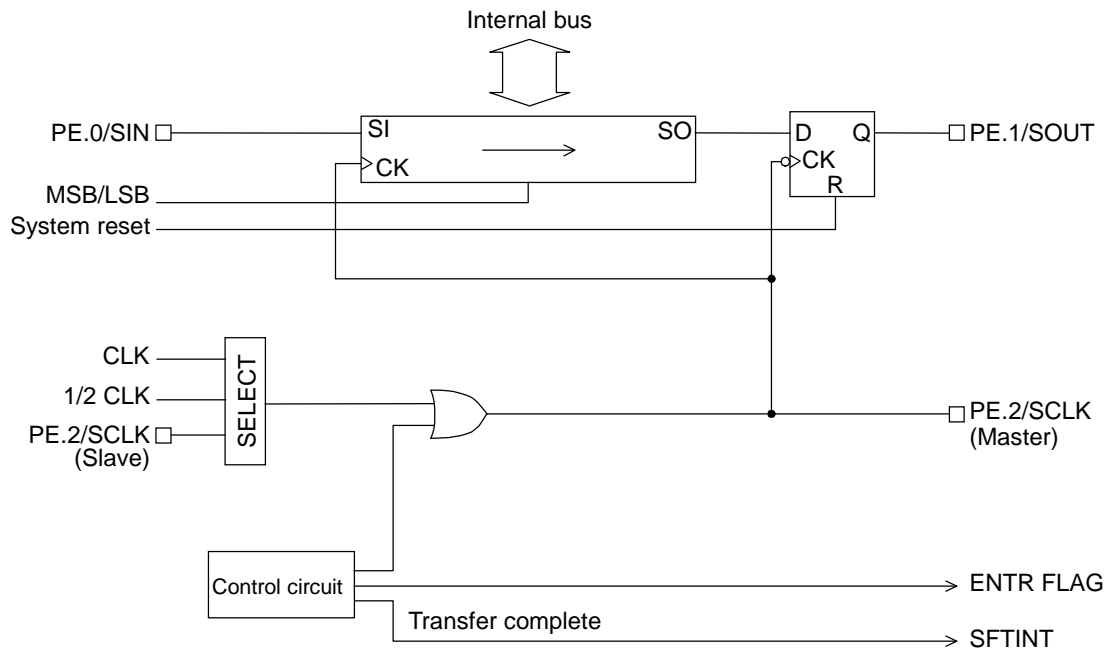 Internal bus
PE.0/SIN
SI
SO
D
Q
PE.1/SOUT
CK
CK
MSB/LSB
R
System reset
CLK
1/2 CLK
PE.2/SCLK
(Slave)
SELECT
PE.2/SCLK
(Master)
Control circuit
ENTR FLAG
Transfer complete
SFTINT